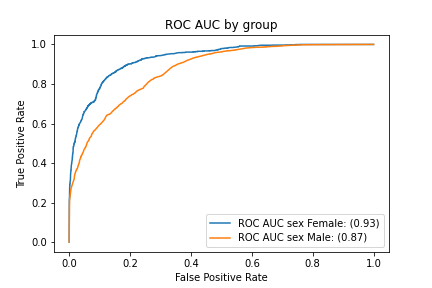 ROC AUC by group
True Positive Rate
1.0
0.8
0.6
0.4
0.2
0.0
ROC AUC sex Female: (0.93)
ROC AUC sex Male: (0.87)
0.0 0.2 0.4 0.6 0.8 1.0
False Positive Rate